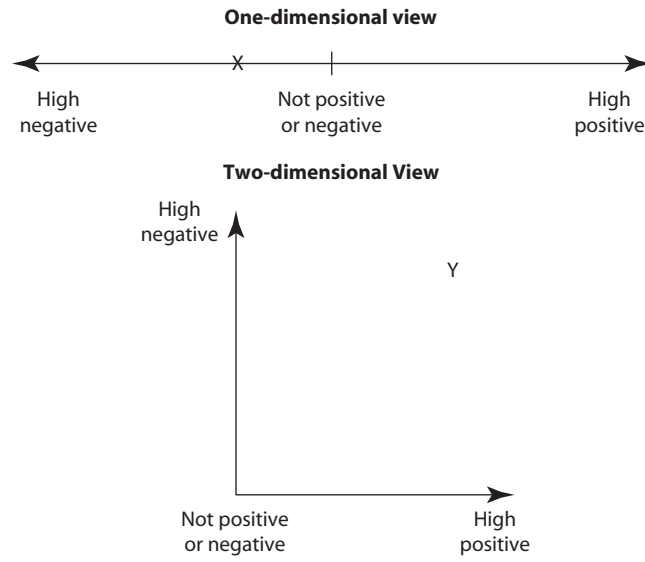 One-dimensional view
X
High
negative
Not positive
or negative
High
positive
Two-dimensional View
High
negative
Y
Not positive
or negative
High
positive